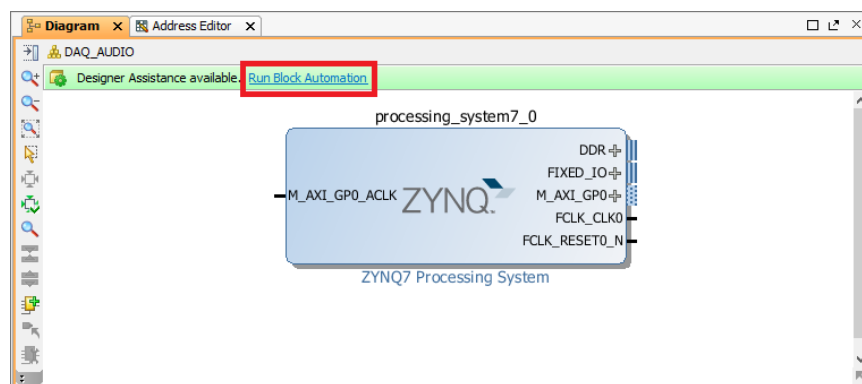 Diagram
Address Editor
DAQ_AUDIO
Designer Assistance available. Run Block Automation
processing_system7_0
DDR
FIXED_IO
M_AXI_GP0_ACLK ZYNQ. M_AXI_GP0
FCLK_CLK0
FCLK_RESET0_N
ZYNQ7 Processing System